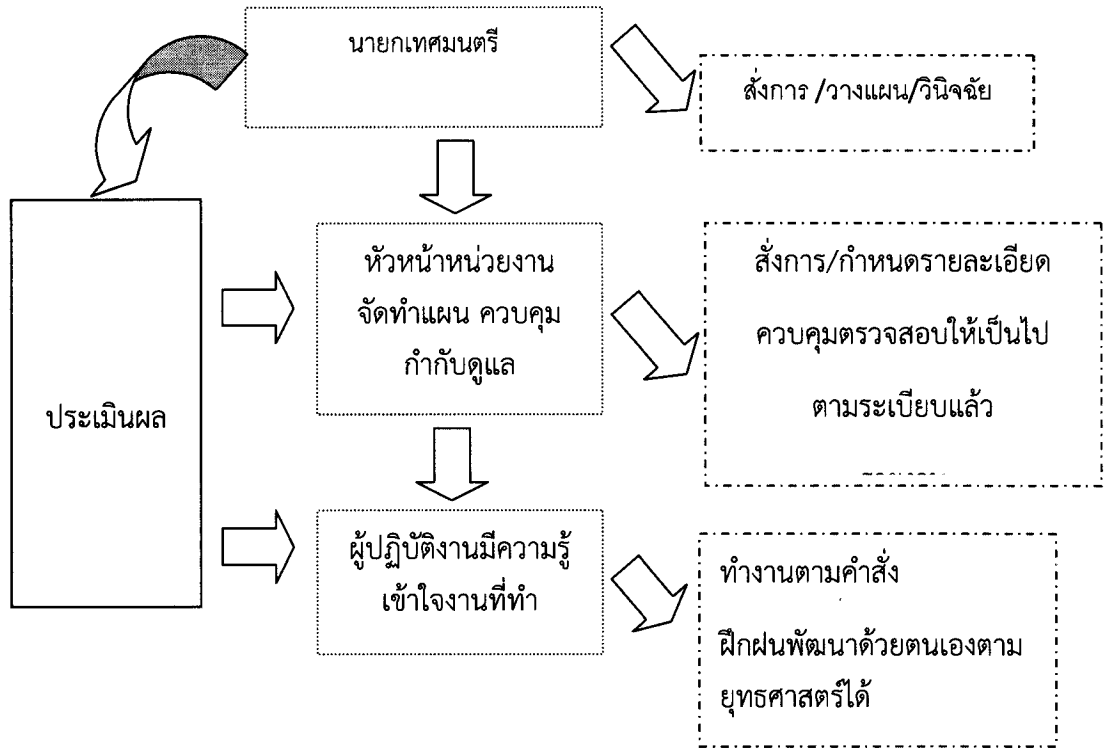 นายกเทศมนตรี
สั่งการ /วางแผน/วินิจฉัย
หัวหน้าหน่วยงาน
จัดทำแผน ควบคุม
กำกับดูแล
สั่งการ/กำหนดรายละเอียด
ควบคุมตรวจสอบให้เป็นไป
ตามระเบียบแล้ว
ประเมินผล
ผู้ปฏิบัติงานมีความรู้
เข้าใจงานที่ทำ
ทำงานตามคำสั่ง
ฝึกฝนพัฒนาด้วยตนเองตาม
ยุทธศาสตร์ได้